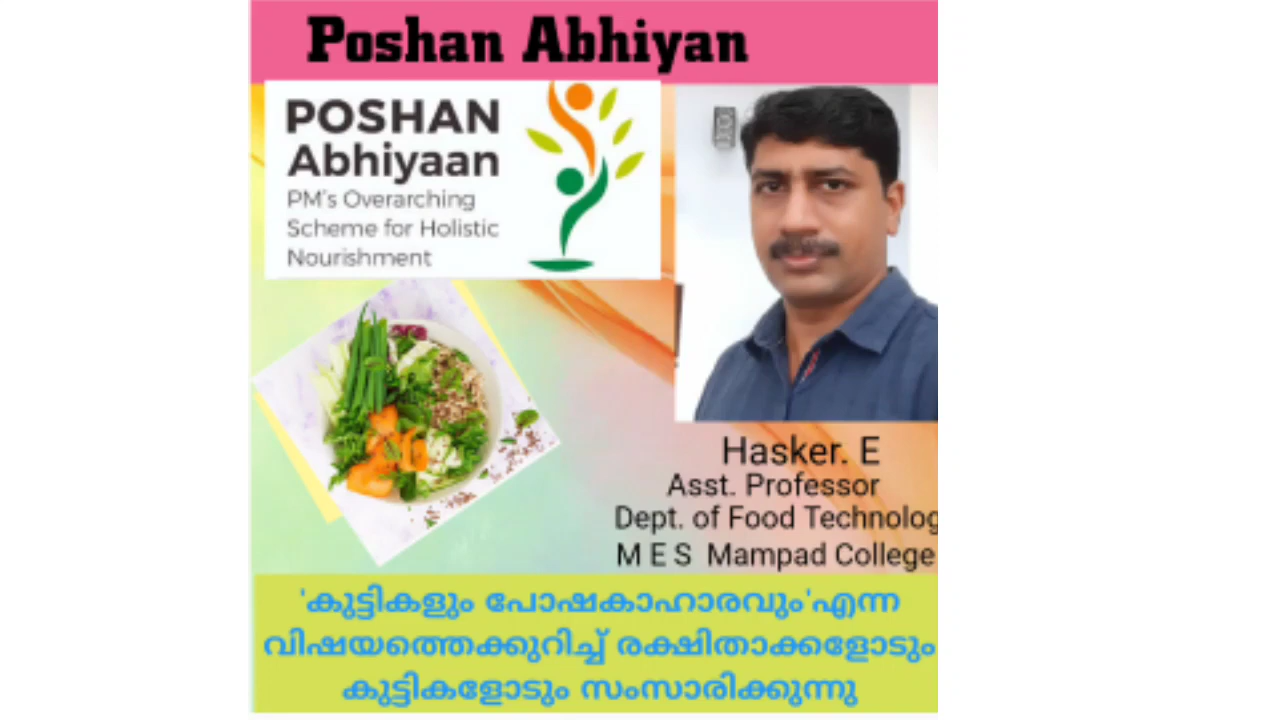 Poshan Abhiyan
POSHAN
Abhiyaan
PM's Overarching
Scheme for Holistic
Nourishment
Hasker. E
Asst. Professor
Dept. of Food Technolog
M E S Mampad College
'കുട്ടികളും പോഷകാഹാരവും'എന്ന
വിഷയത്തെക്കുറിച്ച് രക്ഷിതാക്കളോടും
കുട്ടികളോടും സംസാരിക്കുന്നു